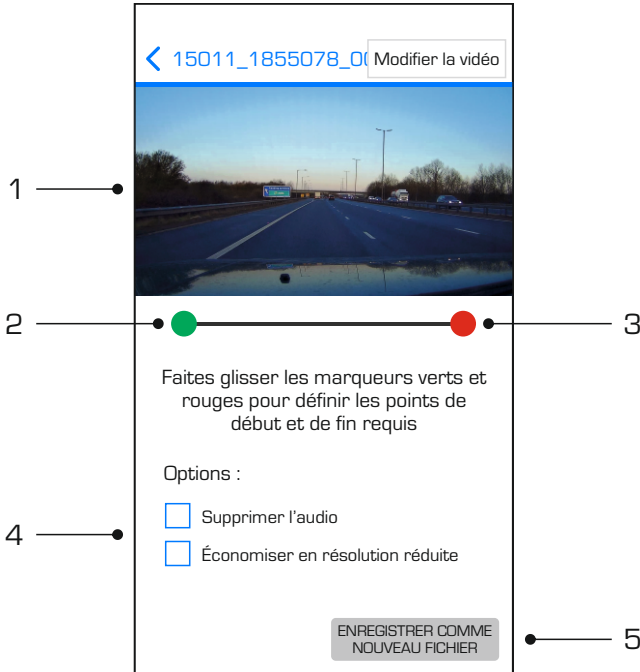 15011_1855078_00
Modifier la vidéo
1
2
3
Faites glisser les marqueurs verts et
rouges pour définir les points de
début et de fin requis
Options :
Supprimer l'audio
4
Économiser en résolution réduite
ENREGISTRER COMME
NOUVEAU FICHIER
5